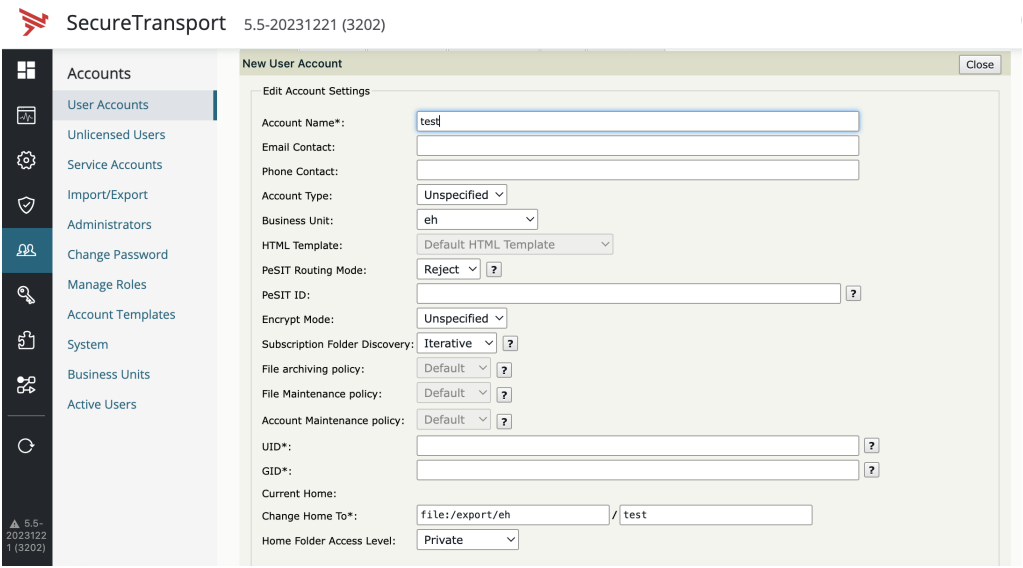 SecureTransport 5.5-20231221 (3202)
Accounts
User Accounts
Unlicensed Users
Service Accounts
Import/Export
Administrators
Change Password
Manage Roles
Account Templates
System
Business Units
Active Users
5.5-
2023122
1 (3202)
New User Account
Close
Edit Account Settings
Account Name*: test
Email Contact:
Phone Contact:
Account Type: Unspecified
Business Unit: eh
HTML Template: Default HTML Template
PeSIT Routing Mode: Reject ?
PeSIT ID: ?
Encrypt Mode: Unspecified
Subscription Folder Discovery: Iterative ?
File archiving policy: Default ?
File Maintenance policy: Default ?
Account Maintenance policy: Default ?
UID*: ?
GID*: ?
Current Home:
Change Home To*: file:/export/eh / test
Home Folder Access Level: Private